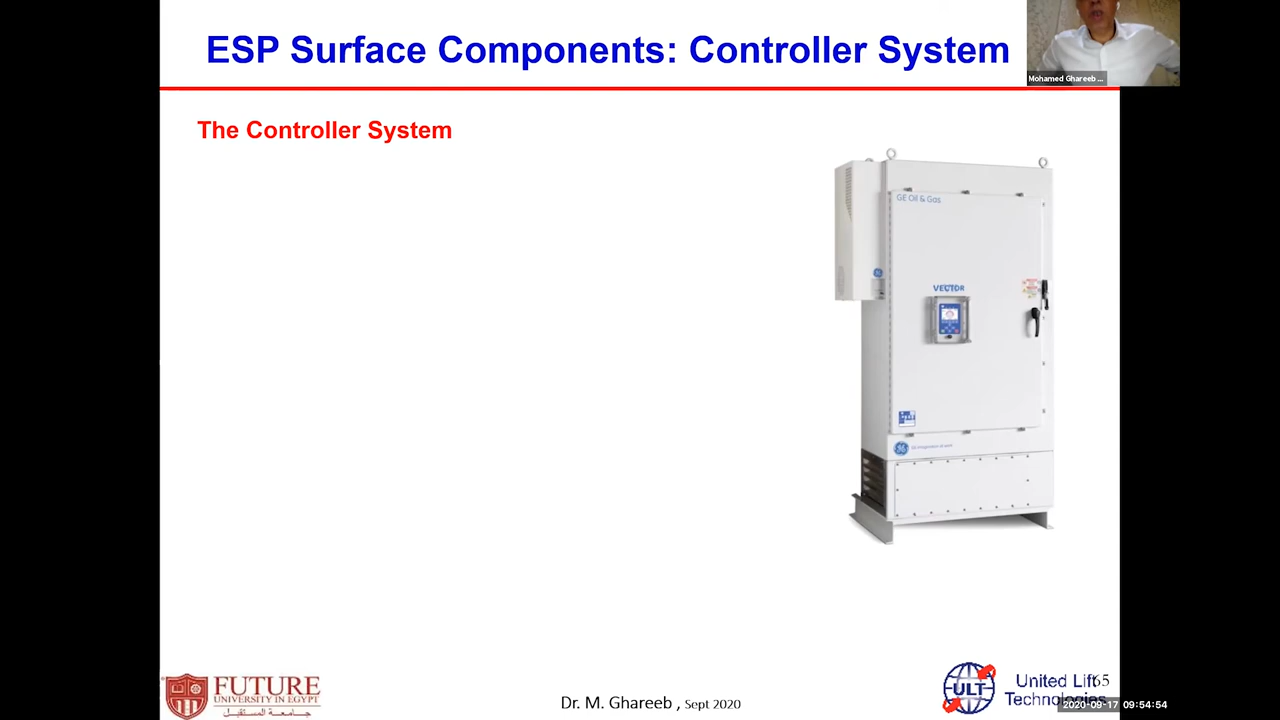 ESP Surface Components: Controller System
Mohamed Ghareeb ...
The Controller System
GE Oil & Gas
VECTOR
FUTURE
UNIVERSITY IN EGYPT
جامعة المستقبل
Dr. M. Ghareeb , Sept 2020
ULT
United Lift
Technologies
65
2020-09-17 09:54:54